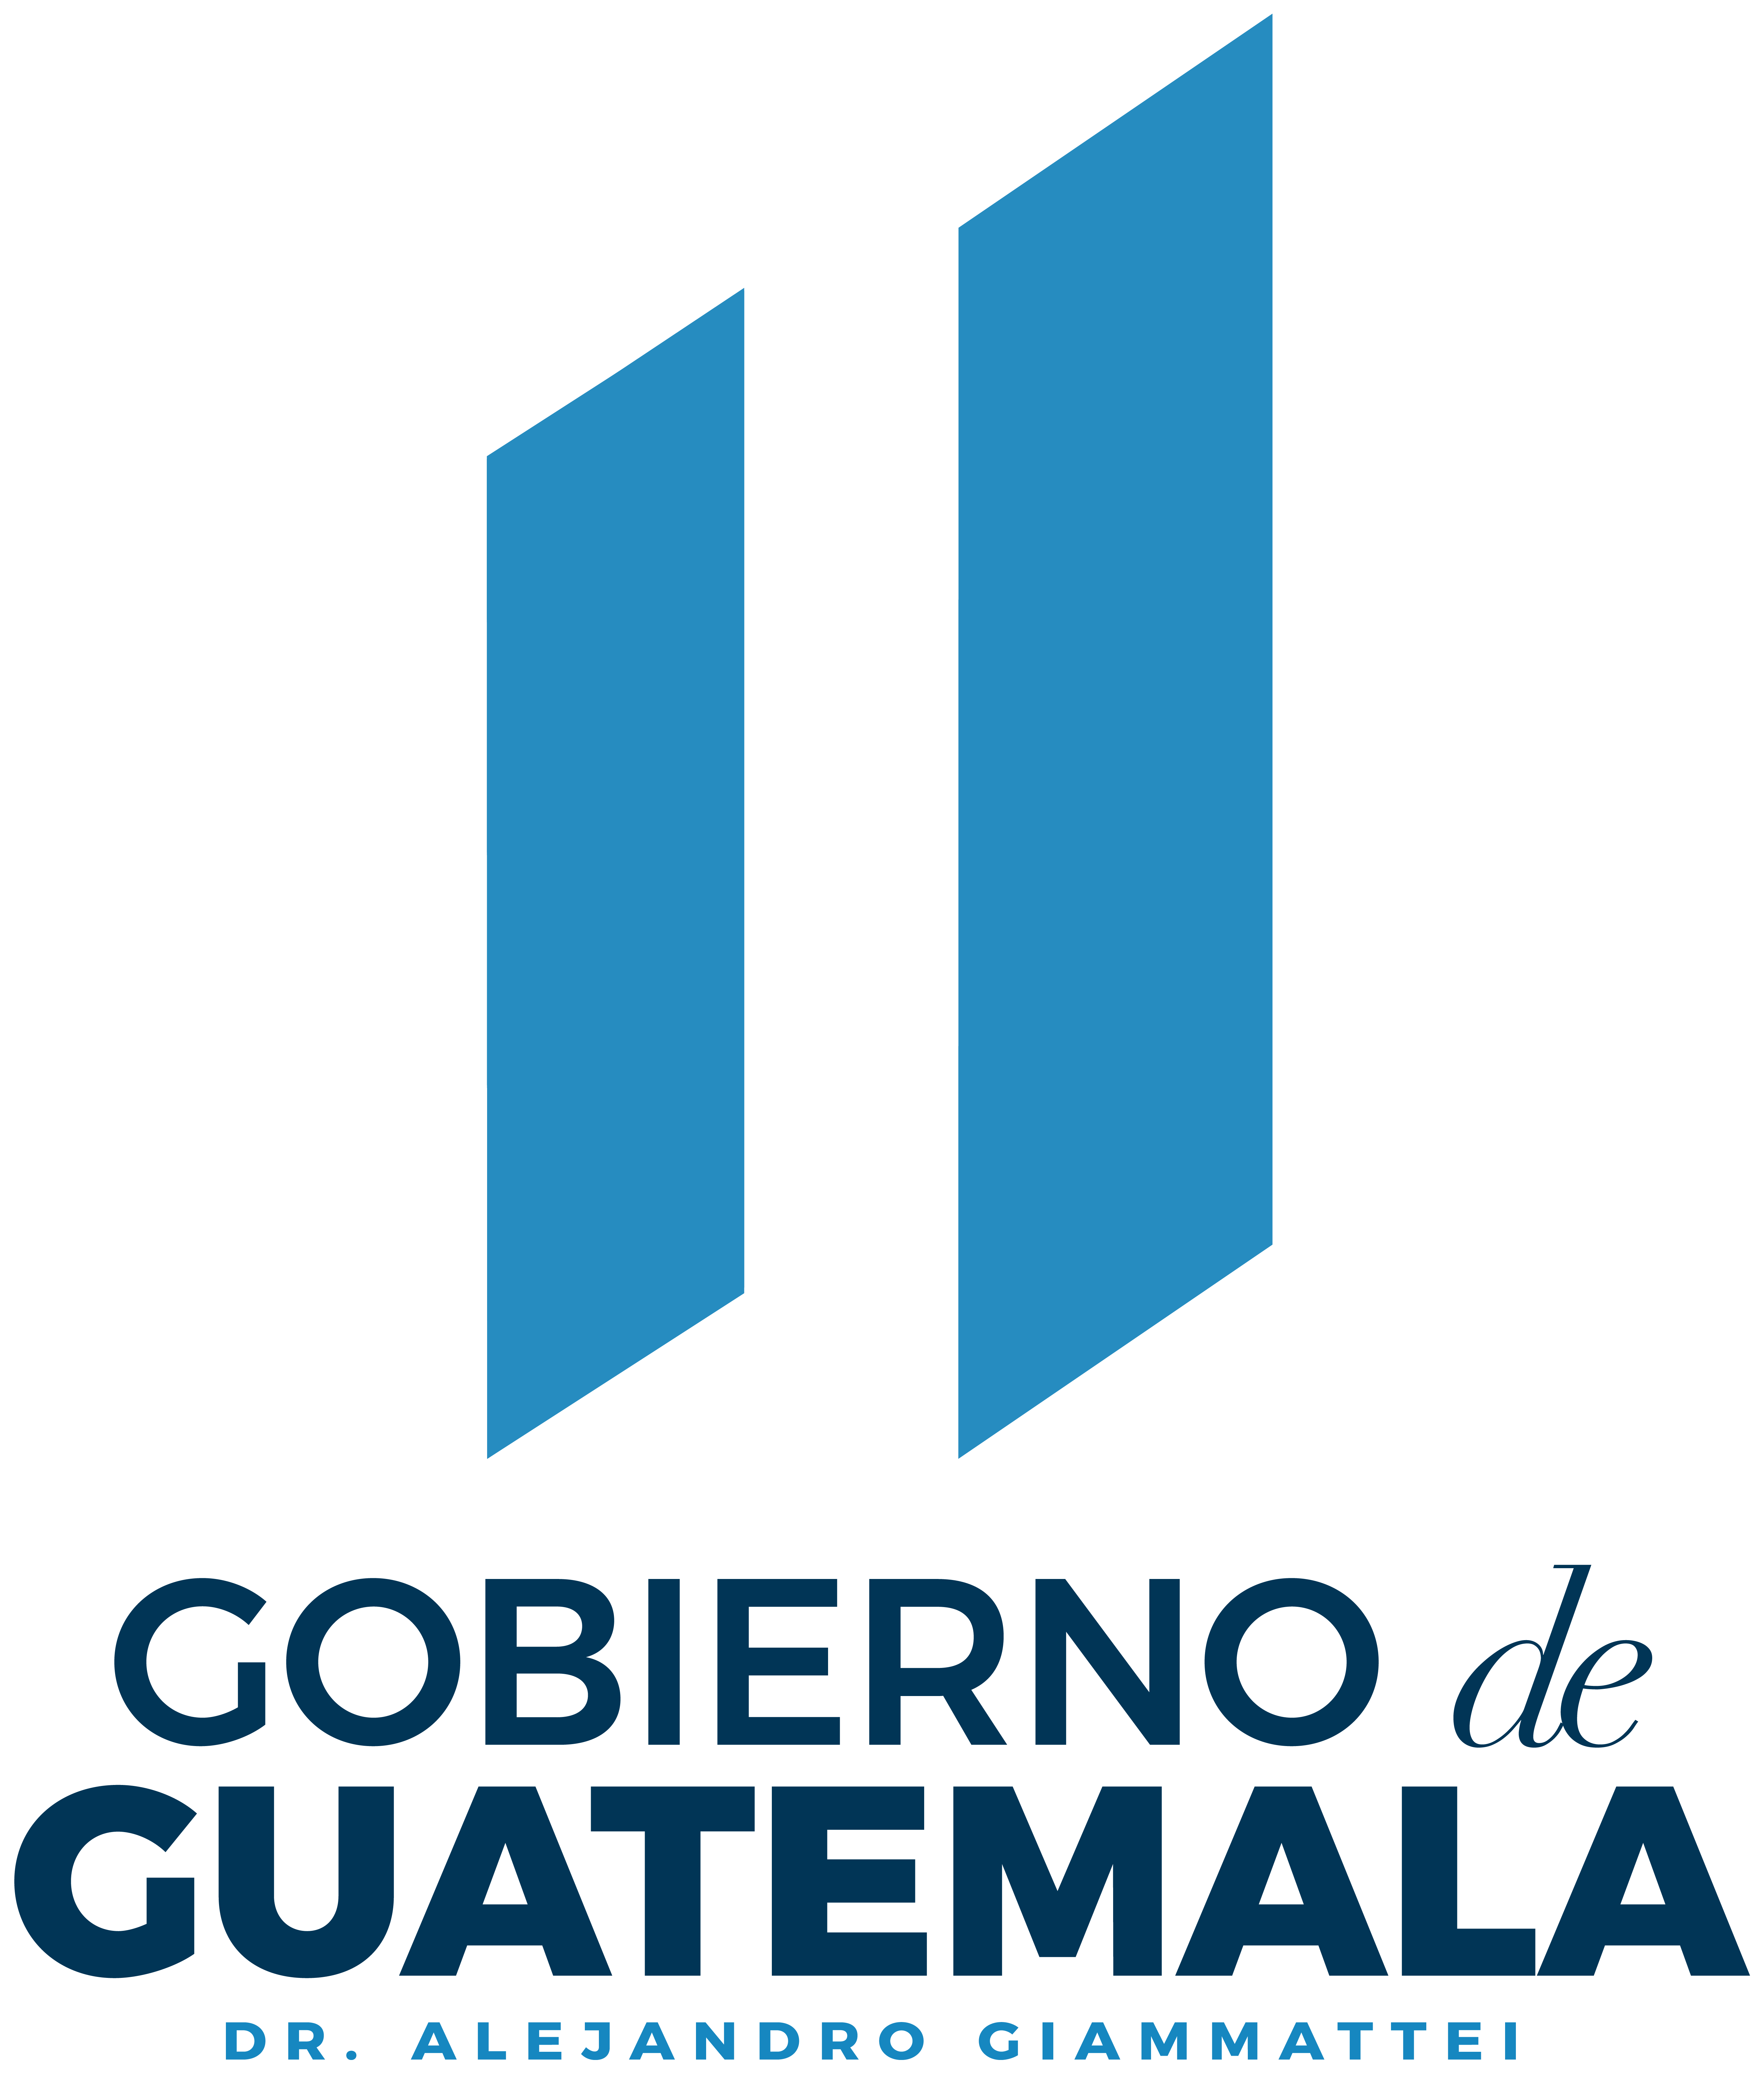 GOBIERNO de
GUATEMALA
DR. ALEJANDRO GIAMMATTEI